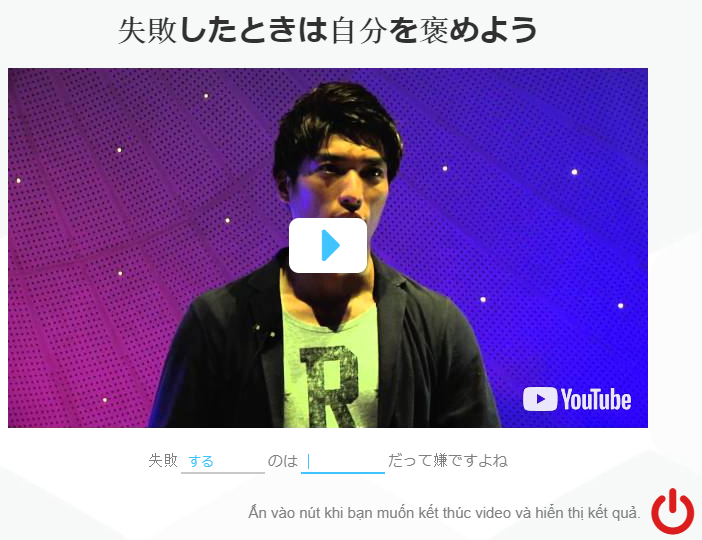 失敗したときは自分を褒めよう
R
YouTube
失敗 する のは だって嫌ですよね
Ấn vào nút khi bạn muốn kết thúc video và hiển thị kết quả.